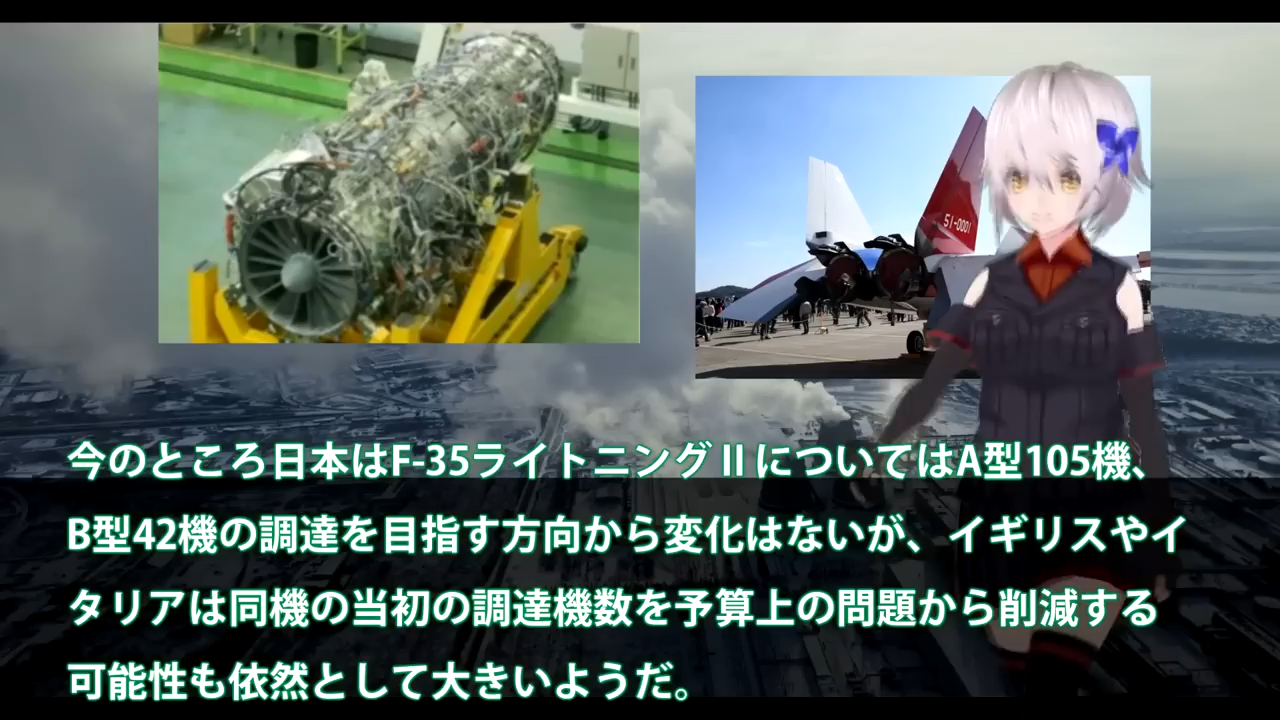 51-0001
今のところ日本はF-35ライトニングⅡについてはA型105機、
B型42機の調達を目指す方向から変化はないが、イギリスやイ
タリアは同機の当初の調達機数を予算上の問題から削減する
可能性も依然として大きいようだ。